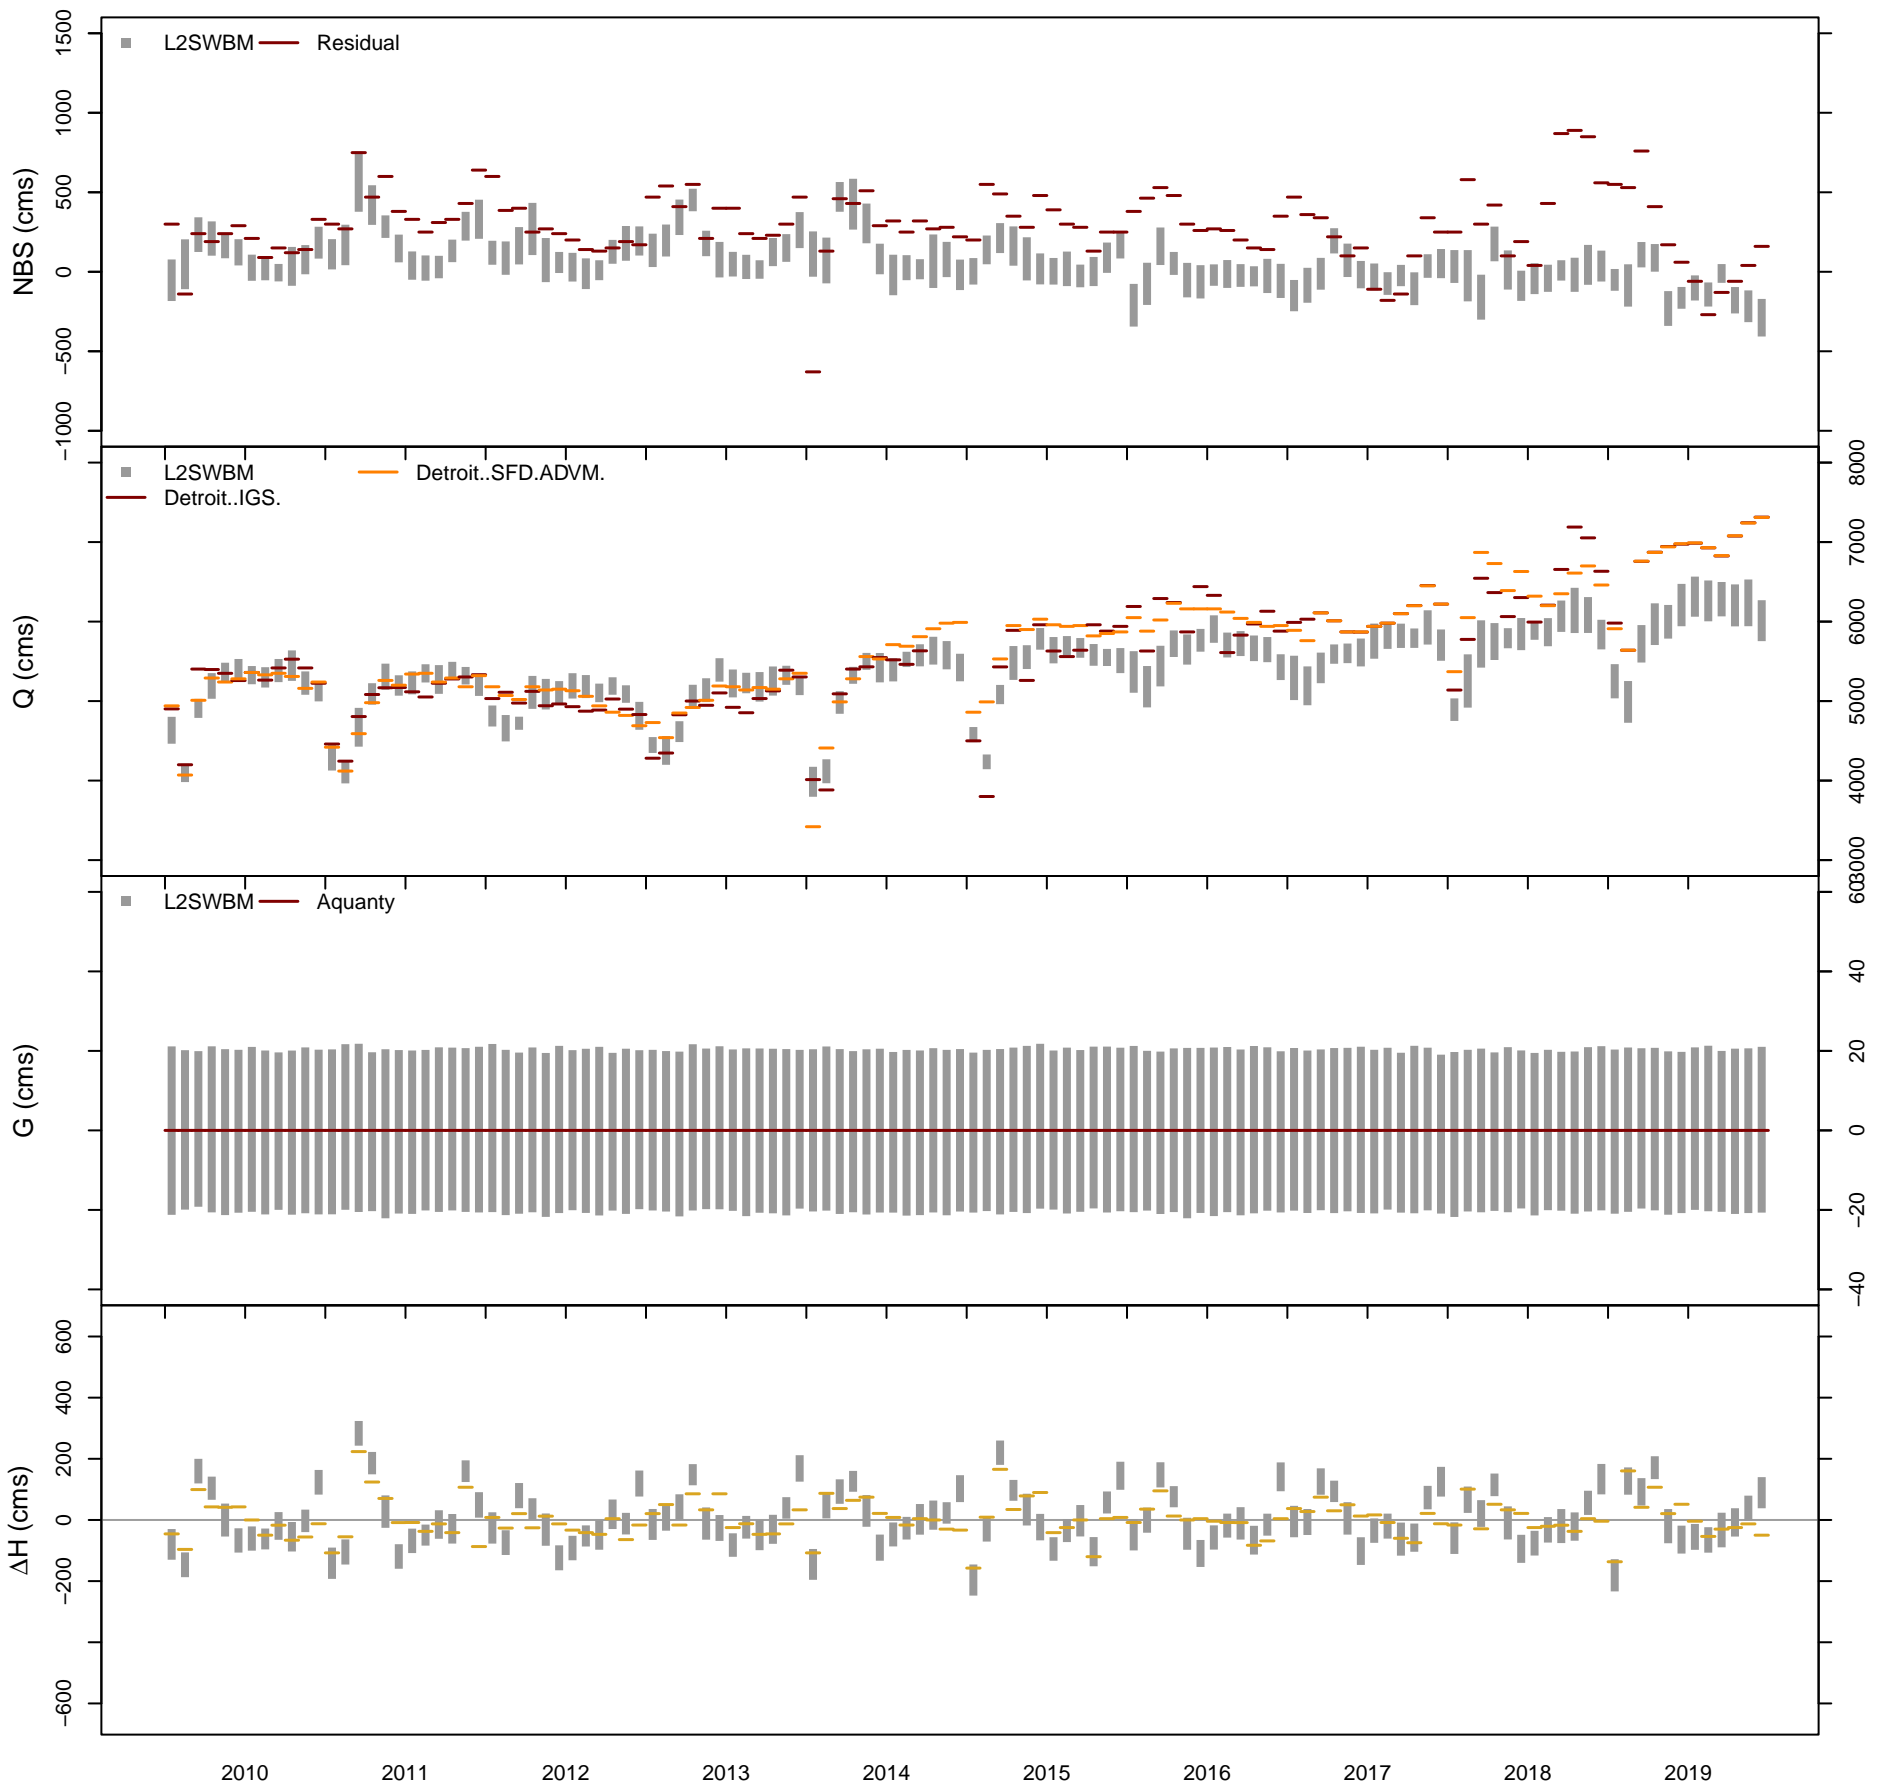 L2SWBM Residual
NBS (cms)
1500
1000
500
0
−500
−1000
L2SWBM Detroit..SFD.ADVM.
Detroit..IGS.
Q (cms)
8000
7000
6000
5000
4000
3000
L2SWBM Aquanty
G (cms)
60
40
20
0
−20
−40
ΔH (cms)
600
400
200
0
−200
−600
2010 2011 2012 2013 2014 2015 2016 2017 2018 2019